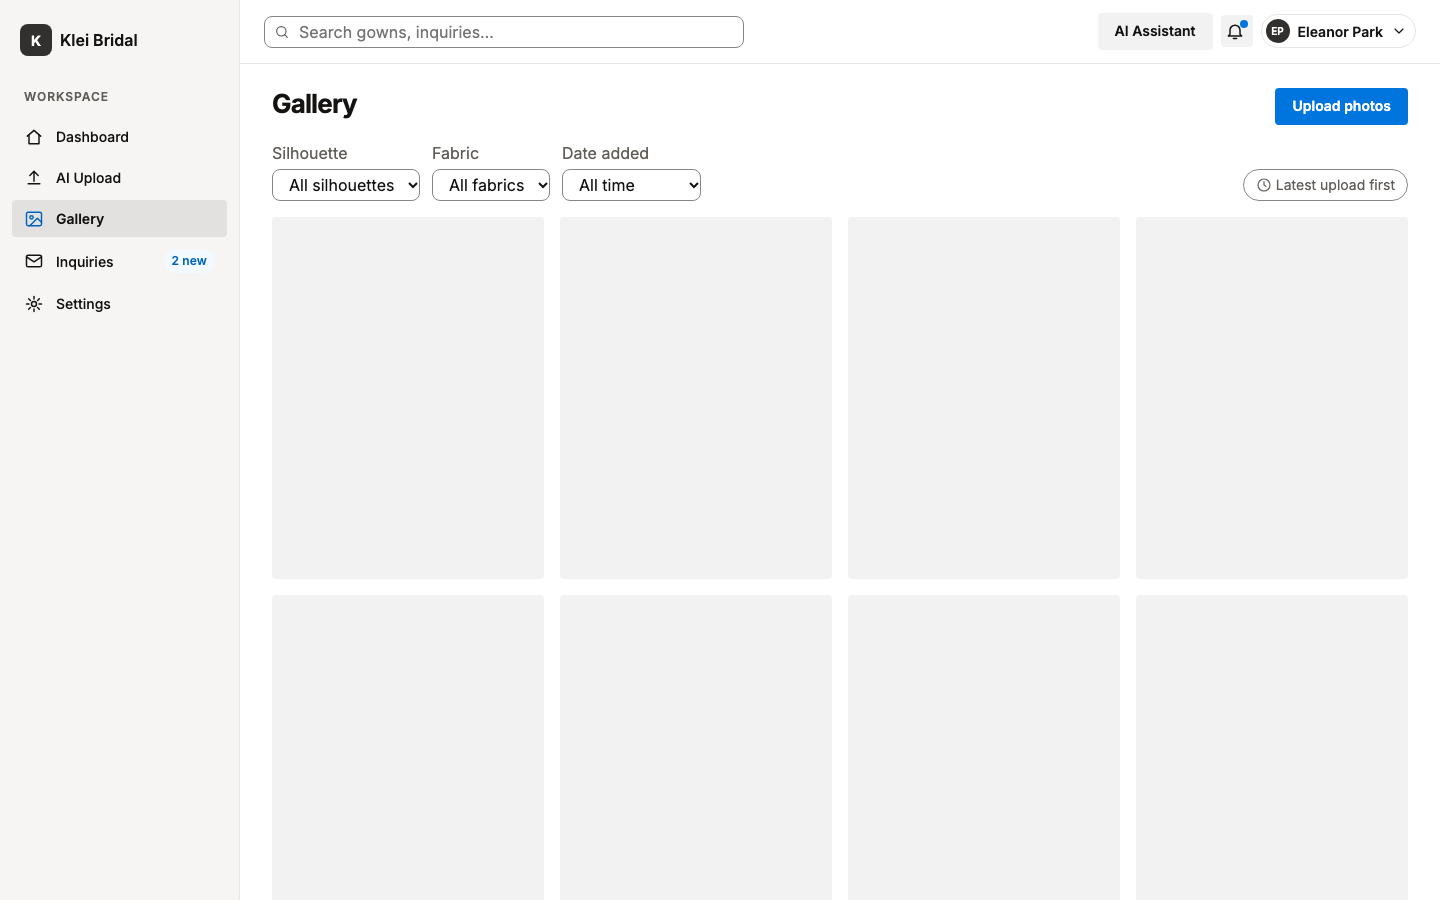 K
Klei Bridal
WORKSPACE
Dashboard
AI Upload
Gallery
Inquiries
2 new
Settings
Search gowns, inquiries...
AI Assistant
EP
Eleanor Park
Gallery
Upload photos
Silhouette
Fabric
Date added
All silhouettes
All fabrics
All time
Latest upload first